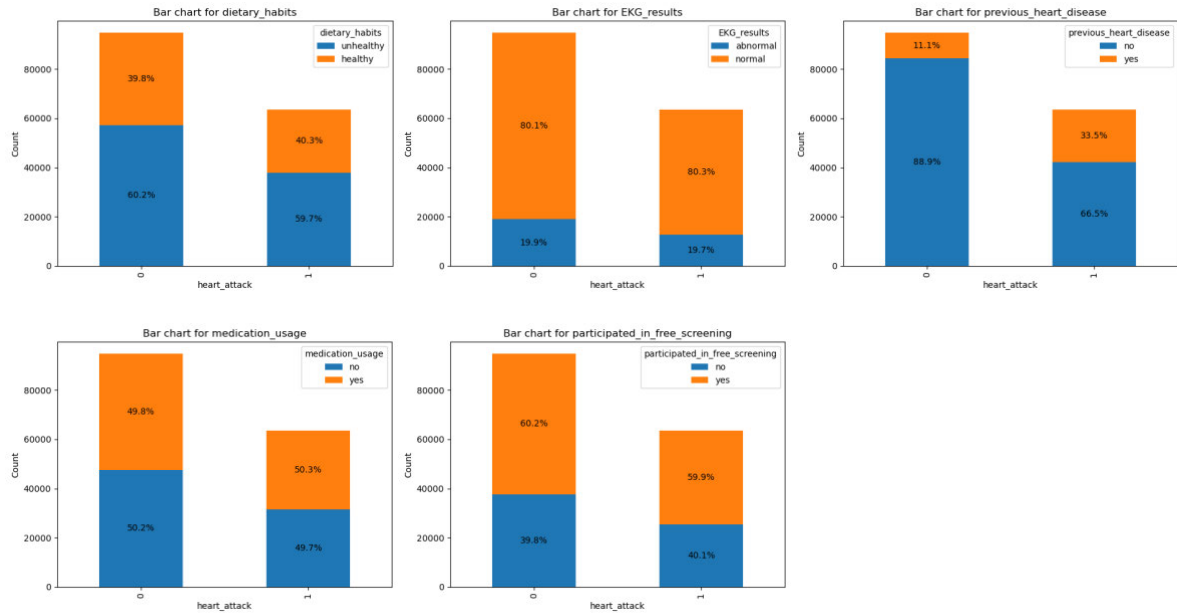 Bar chart for dietary_habits
dietary_habits
unhealthy
healthy
80000
60000
40000
20000
0
Count
39.8%
60.2%
40.3%
59.7%
0
1
heart_attack
Bar chart for EKG_results
EKG_results
abnormal
normal
80000
60000
40000
20000
0
Count
80.1%
19.9%
80.3%
19.7%
0
1
heart_attack
Bar chart for previous_heart_disease
previous_heart_disease
no
yes
80000
60000
40000
20000
0
Count
11.1%
88.9%
33.5%
66.5%
0
1
heart_attack
Bar chart for medication_usage
medication_usage
no
yes
80000
60000
40000
20000
0
Count
49.8%
50.2%
50.3%
49.7%
0
1
heart_attack
Bar chart for participated_in_free_screening
participated_in_free_screening
no
yes
80000
60000
40000
20000
0
Count
60.2%
39.8%
59.9%
40.1%
0
1
heart_attack